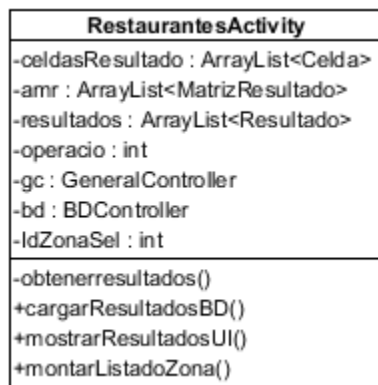 RestaurantesActivity
-celdasResultado : ArrayList<Celda>
-amr : ArrayList<MatrizResultado>
-resultados : ArrayList<Resultado>
-operacio : int
-gc : GeneralController
-bd : BDController
-IdZonaSel : int
-obtenerresultados()
+cargarResultadosBD()
+mostrarResultadosUI()
+montarListadoZona()